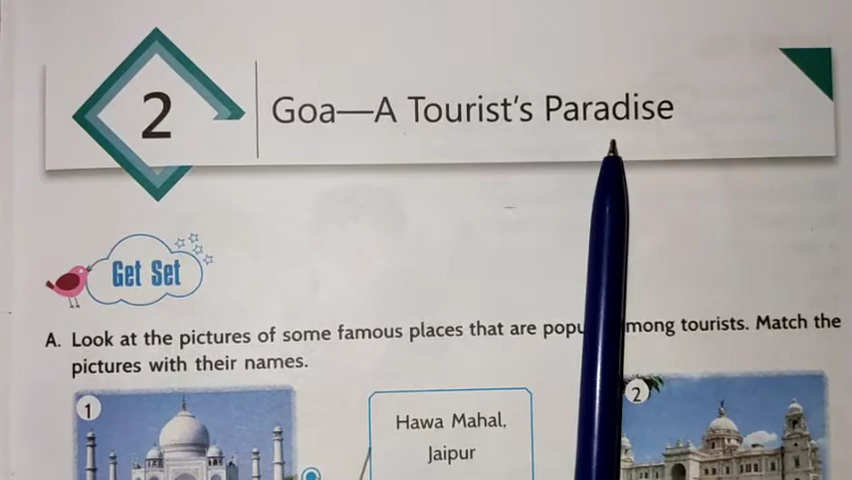 2
Goa—A Tourist's Paradise
Get Set
A. Look at the pictures of some famous places that are mong tourists. Match the
pictures with their names.
1
2
Hawa Mahal,
Jaipur